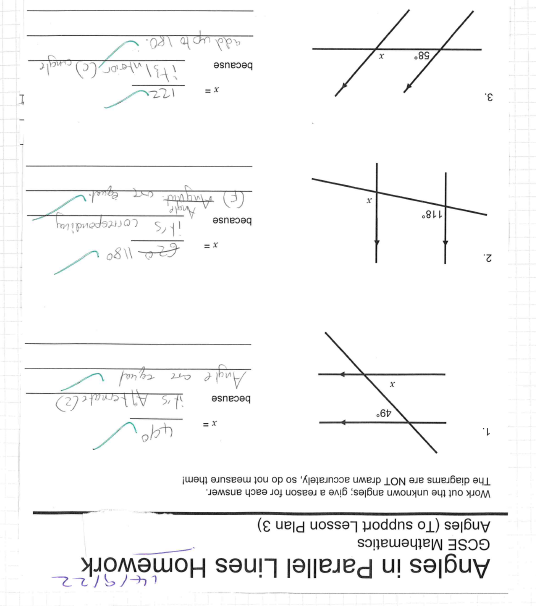 14/9/22
Angles in Parallel Lines Homework
GCSE Mathematics
Angles (To support Lesson Plan 3)
Work out the unknown angles; give a reason for each answer.
The diagrams are NOT drawn accurately, so do not measure them!
1.
49°
x
x = 49°
because it's Alternate (Z)
Angle are equal
2.
118°
x
x = 62° 118°
because it's corresponding
Angle
(F) are equal.
3.
58°
x
x = 122
because it's Interor (C) angle
add up to 180.